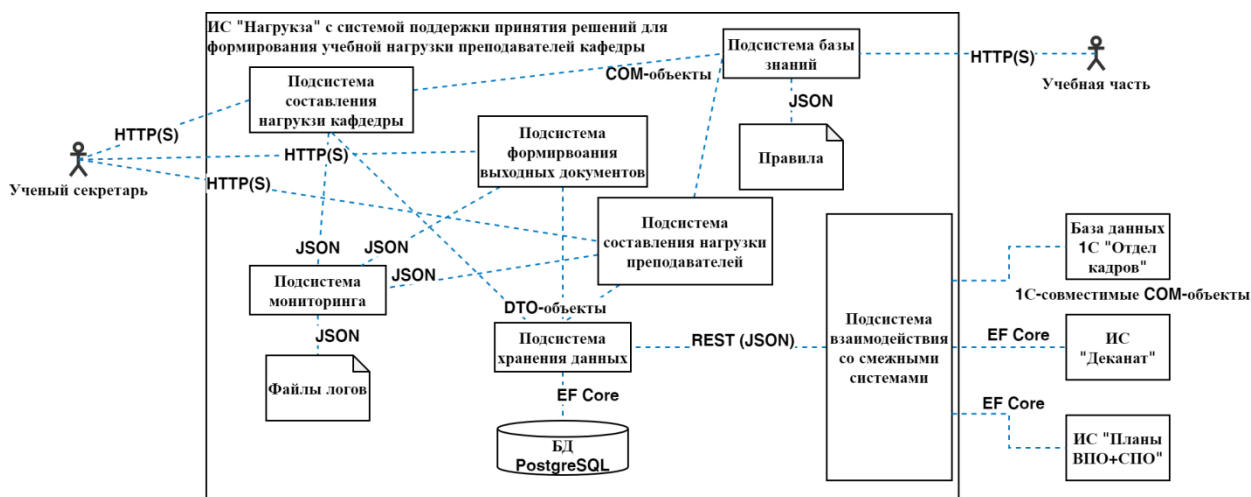 ИС "Нагрукза" с системой поддержки принятия решений для
формирования учебной нагрузки преподавателей кафедры
Подсистема базы
знаний
HTTP(S)
Учебная часть
COM-объекты
Подсистема
составления
нагрукзи кафдедры
JSON
HTTP(S)
Ученый секретарь
HTTP(S)
HTTP(S)
Подсистема
формирвоания
выходных документов
Правила
Подсистема
составления нагрузки
преподавателей
JSON
JSON
JSON
Подсистема
мониторинга
JSON
Файлы логов
DTO-объекты
Подсистема
хранения данных
EF Core
БД
PostgreSQL
REST (JSON)
Подсистема
взаимодействия
со смежными
системами
База данных
1С "Отдел
кадров"
1С-совместимые COM-объекты
EF Core
ИС
"Деканат"
EF Core
ИС "Планы
ВПО+СПО"